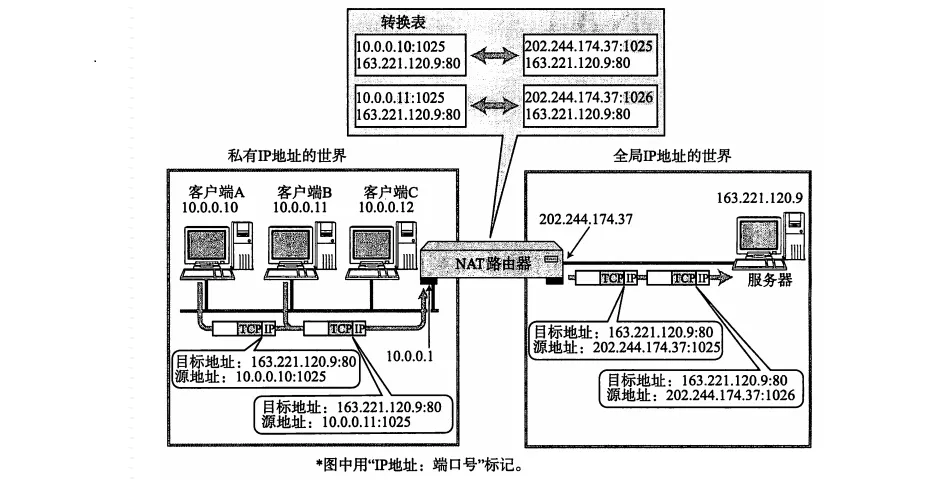 转换表
10.0.0.10:1025
163.221.120.9:80
202.244.174.37:1025
163.221.120.9:80
10.0.0.11:1025
163.221.120.9:80
202.244.174.37:1026
163.221.120.9:80
私有IP地址的世界
全局IP地址的世界
客户端A
10.0.0.10
客户端B
10.0.0.11
客户端C
10.0.0.12
163.221.120.9
202.244.174.37
NAT路由器
服务器
TCP IP
TCP IP
TCP IP
TCP IP
10.0.0.1
目标地址：163.221.120.9:80
源地址：10.0.0.10:1025
目标地址：163.221.120.9:80
源地址：10.0.0.11:1025
目标地址：163.221.120.9:80
源地址：202.244.174.37:1025
目标地址：163.221.120.9:80
源地址：202.244.174.37:1026
*图中用“IP地址：端口号”标记。